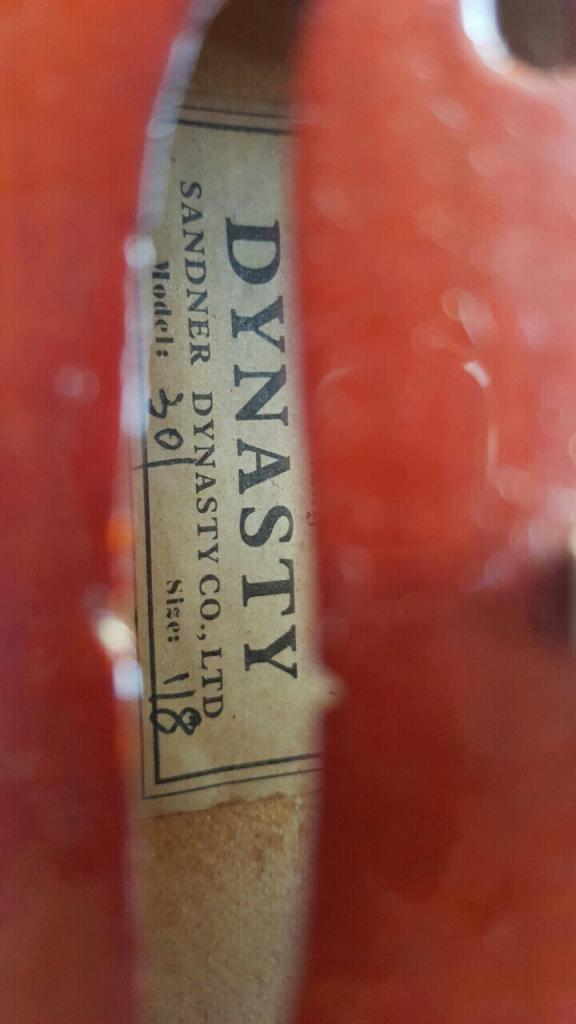 DYNASTY
SANDNER DYNASTY CO., LTD
Model: 301 Size: 1/8